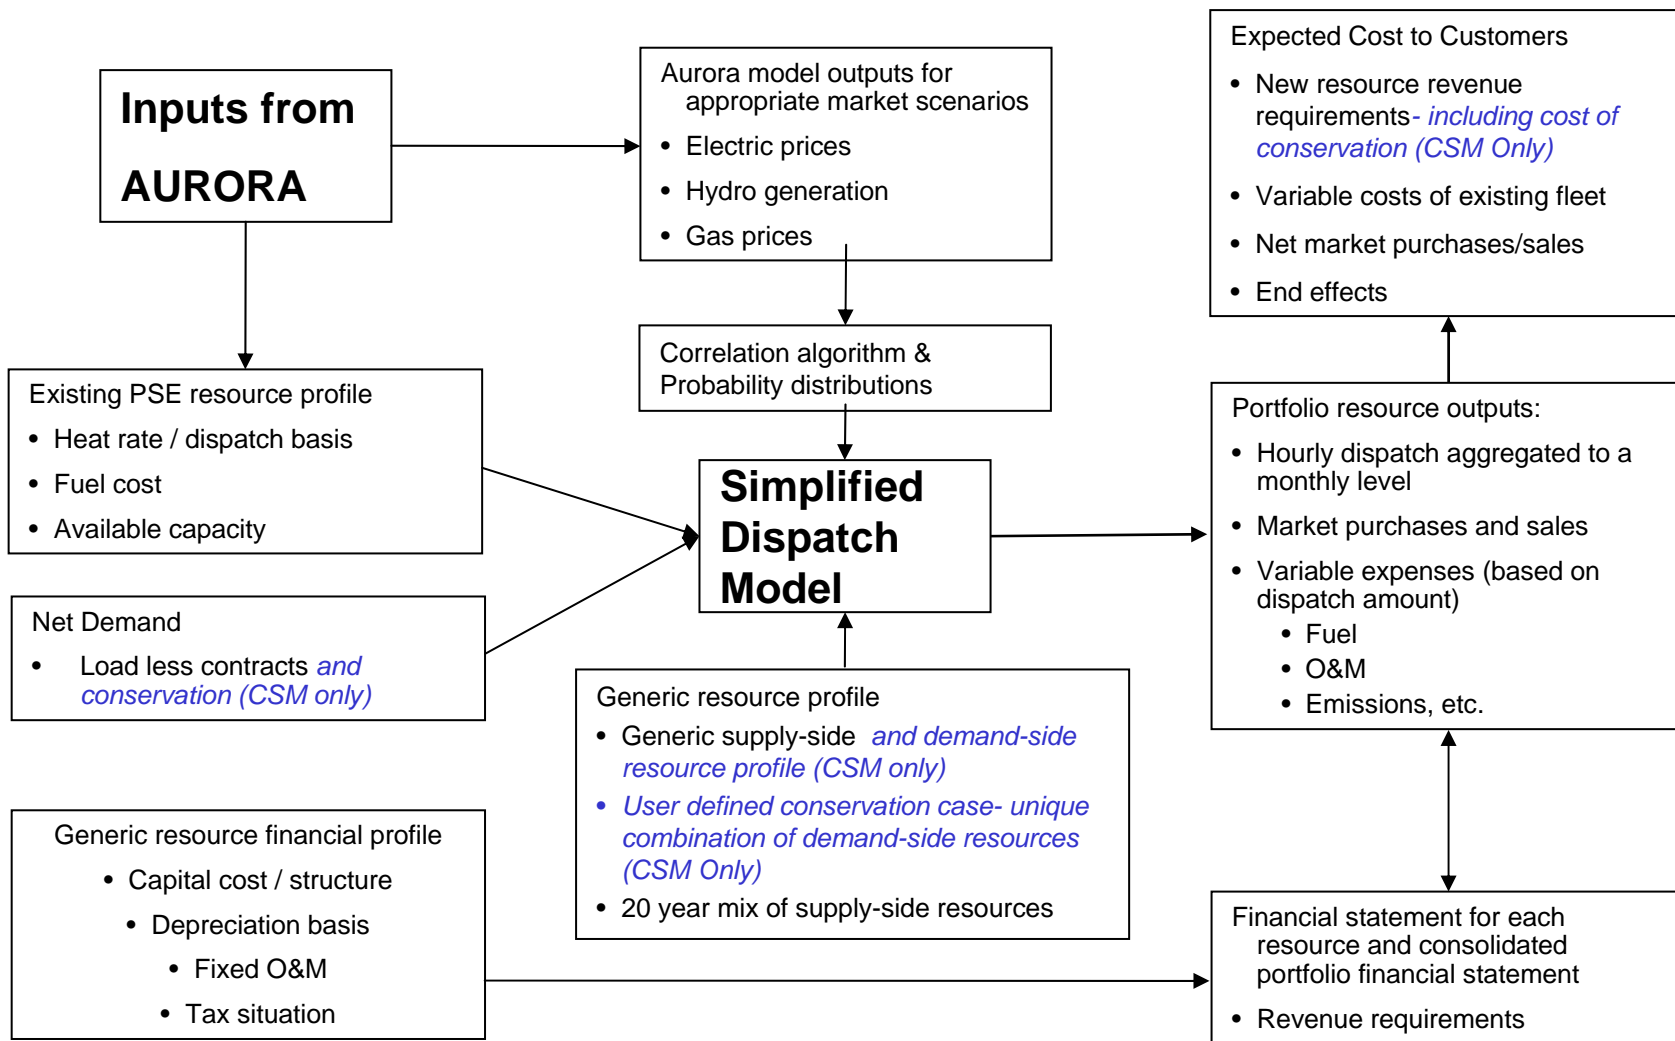 Inputs from
AURORA
Aurora model outputs for
appropriate market scenarios
• Electric prices
• Hydro generation
• Gas prices
Expected Cost to Customers
• New resource revenue
requirements- including cost of
conservation (CSM Only)
• Variable costs of existing fleet
• Net market purchases/sales
• End effects
Correlation algorithm &
Probability distributions
Existing PSE resource profile
• Heat rate / dispatch basis
• Fuel cost
• Available capacity
Simplified
Dispatch
Model
Portfolio resource outputs:
• Hourly dispatch aggregated to a
monthly level
• Market purchases and sales
• Variable expenses (based on
dispatch amount)
• Fuel
• O&M
• Emissions, etc.
Net Demand
• Load less contracts and
conservation (CSM only)
Generic resource profile
• Generic supply-side and demand-side
resource profile (CSM only)
• User defined conservation case- unique
combination of demand-side resources
(CSM Only)
• 20 year mix of supply-side resources
Generic resource financial profile
• Capital cost / structure
• Depreciation basis
• Fixed O&M
• Tax situation
Financial statement for each
resource and consolidated
portfolio financial statement
• Revenue requirements